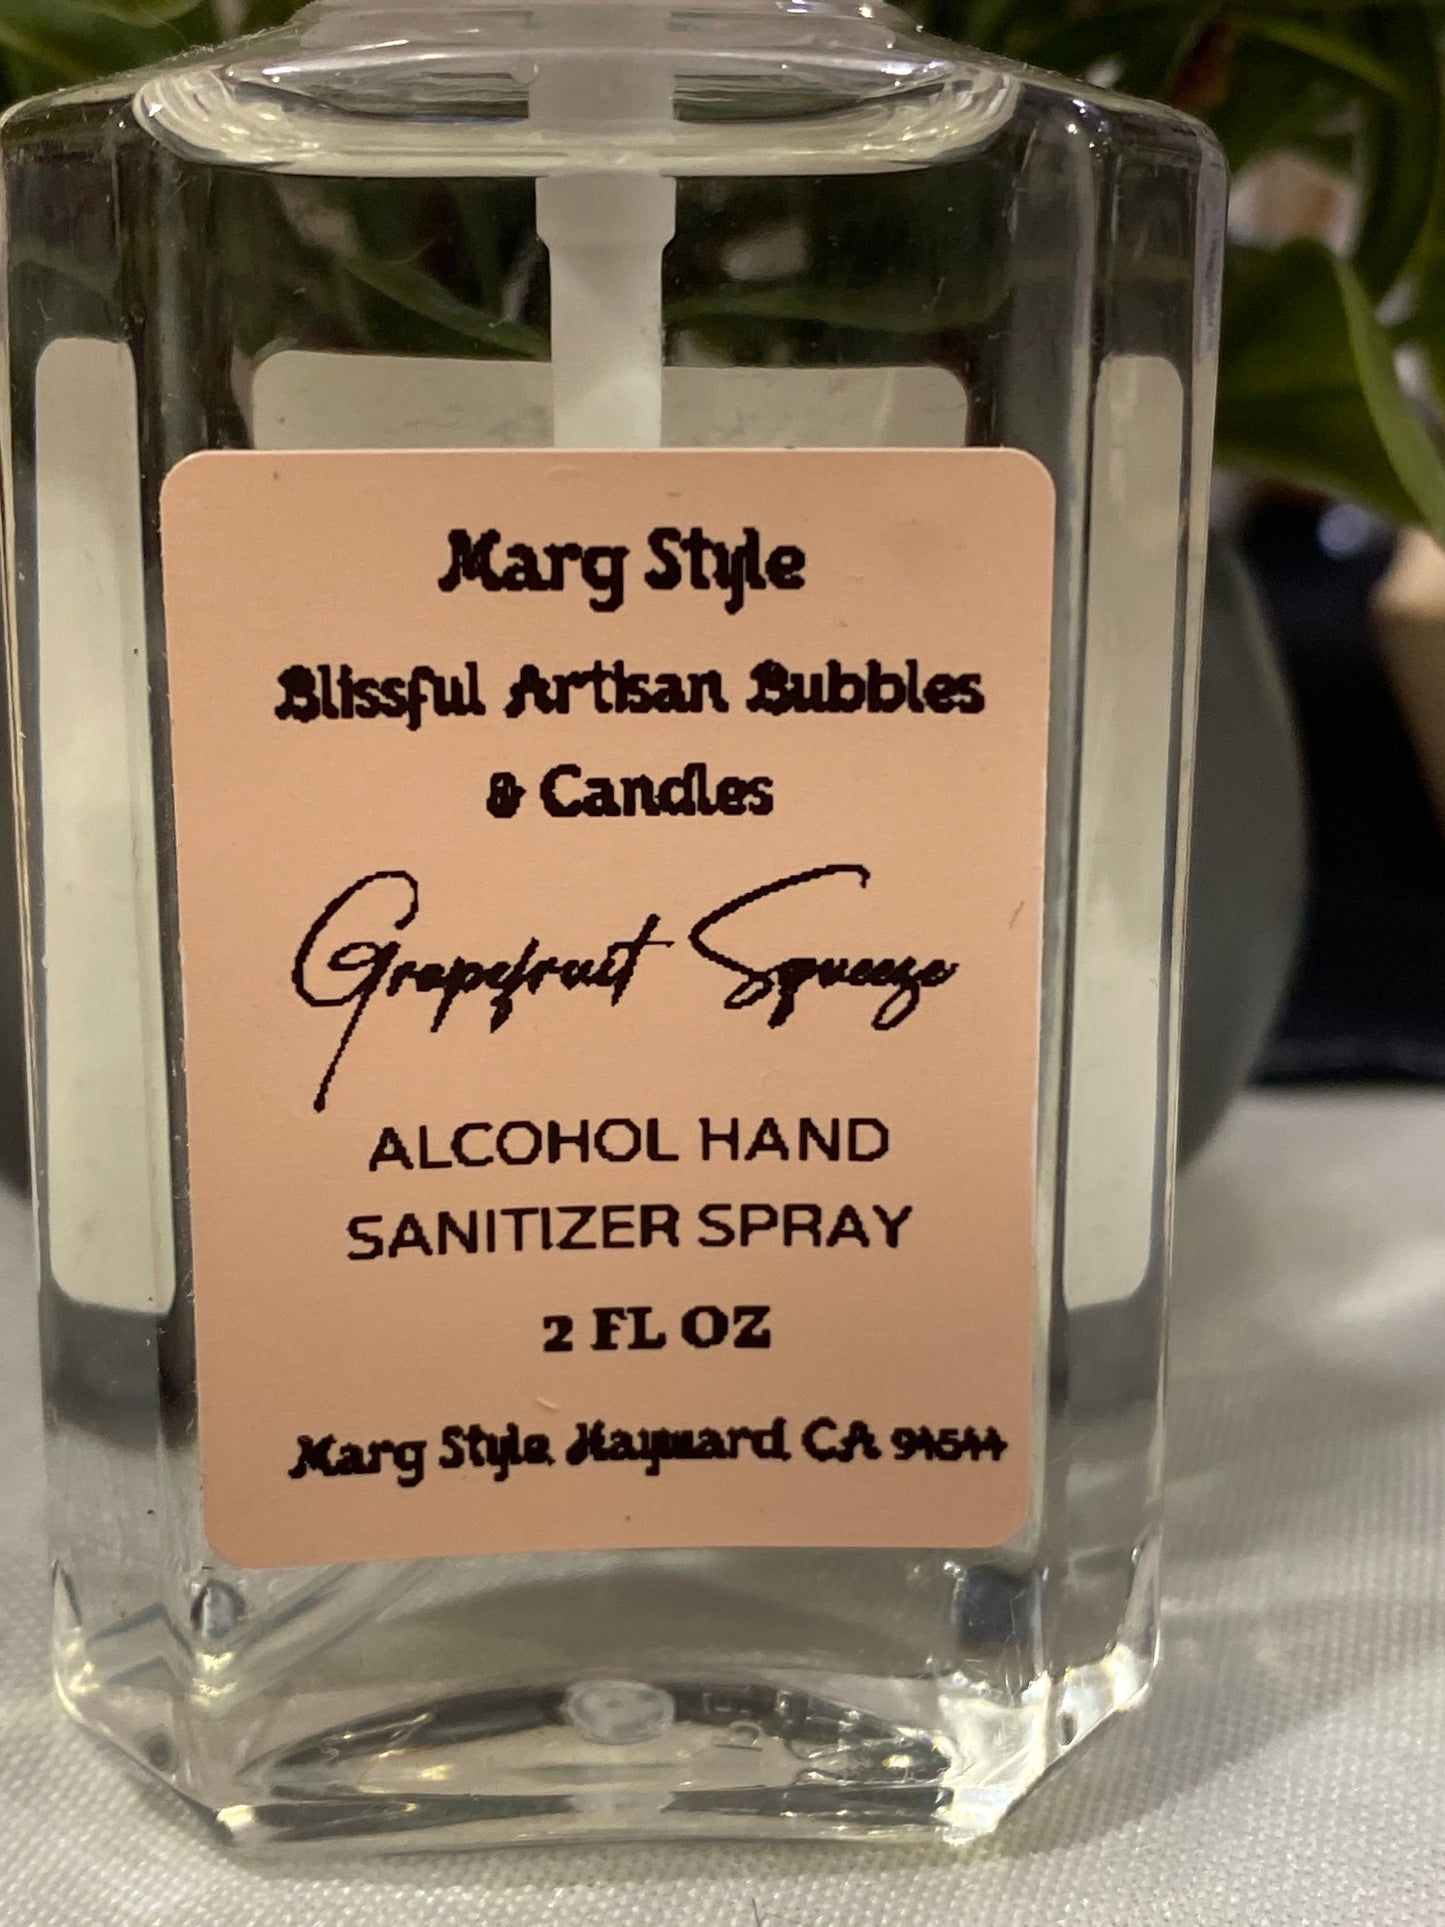 Marg Style
Blissful Artisan Bubbles
& Candles
Grapefruit Squeeze
ALCOHOL HAND
SANITIZER SPRAY
2 FL OZ
Marg Style Hayward CA 94544